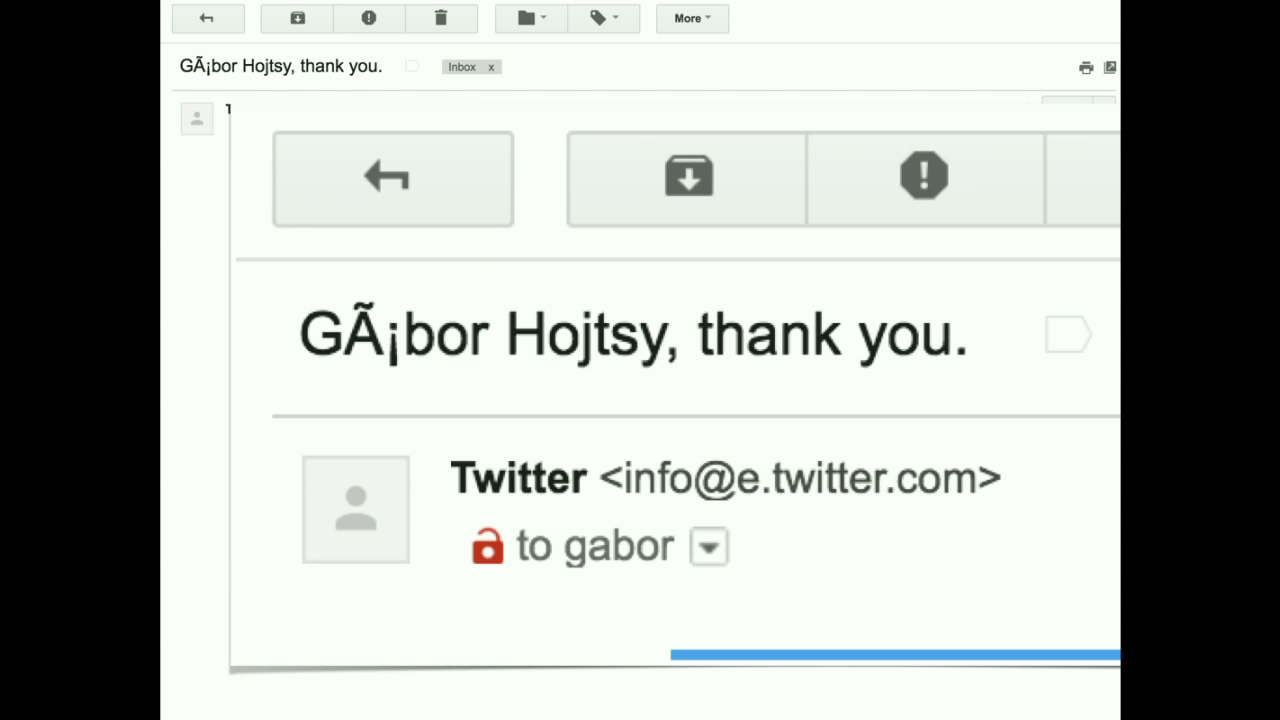 More
GÃ¡bor Hojtsy, thank you.
Inbox x
GÃ¡bor Hojtsy, thank you.
Twitter <info@e.twitter.com>
to gabor